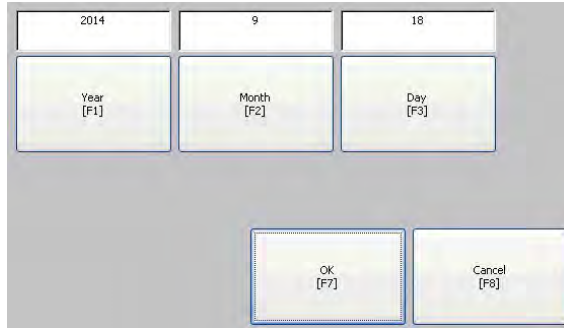 2014 9 18
Year Month Day
[F1] [F2] [F3]
OK Cancel
[F7] [F8]